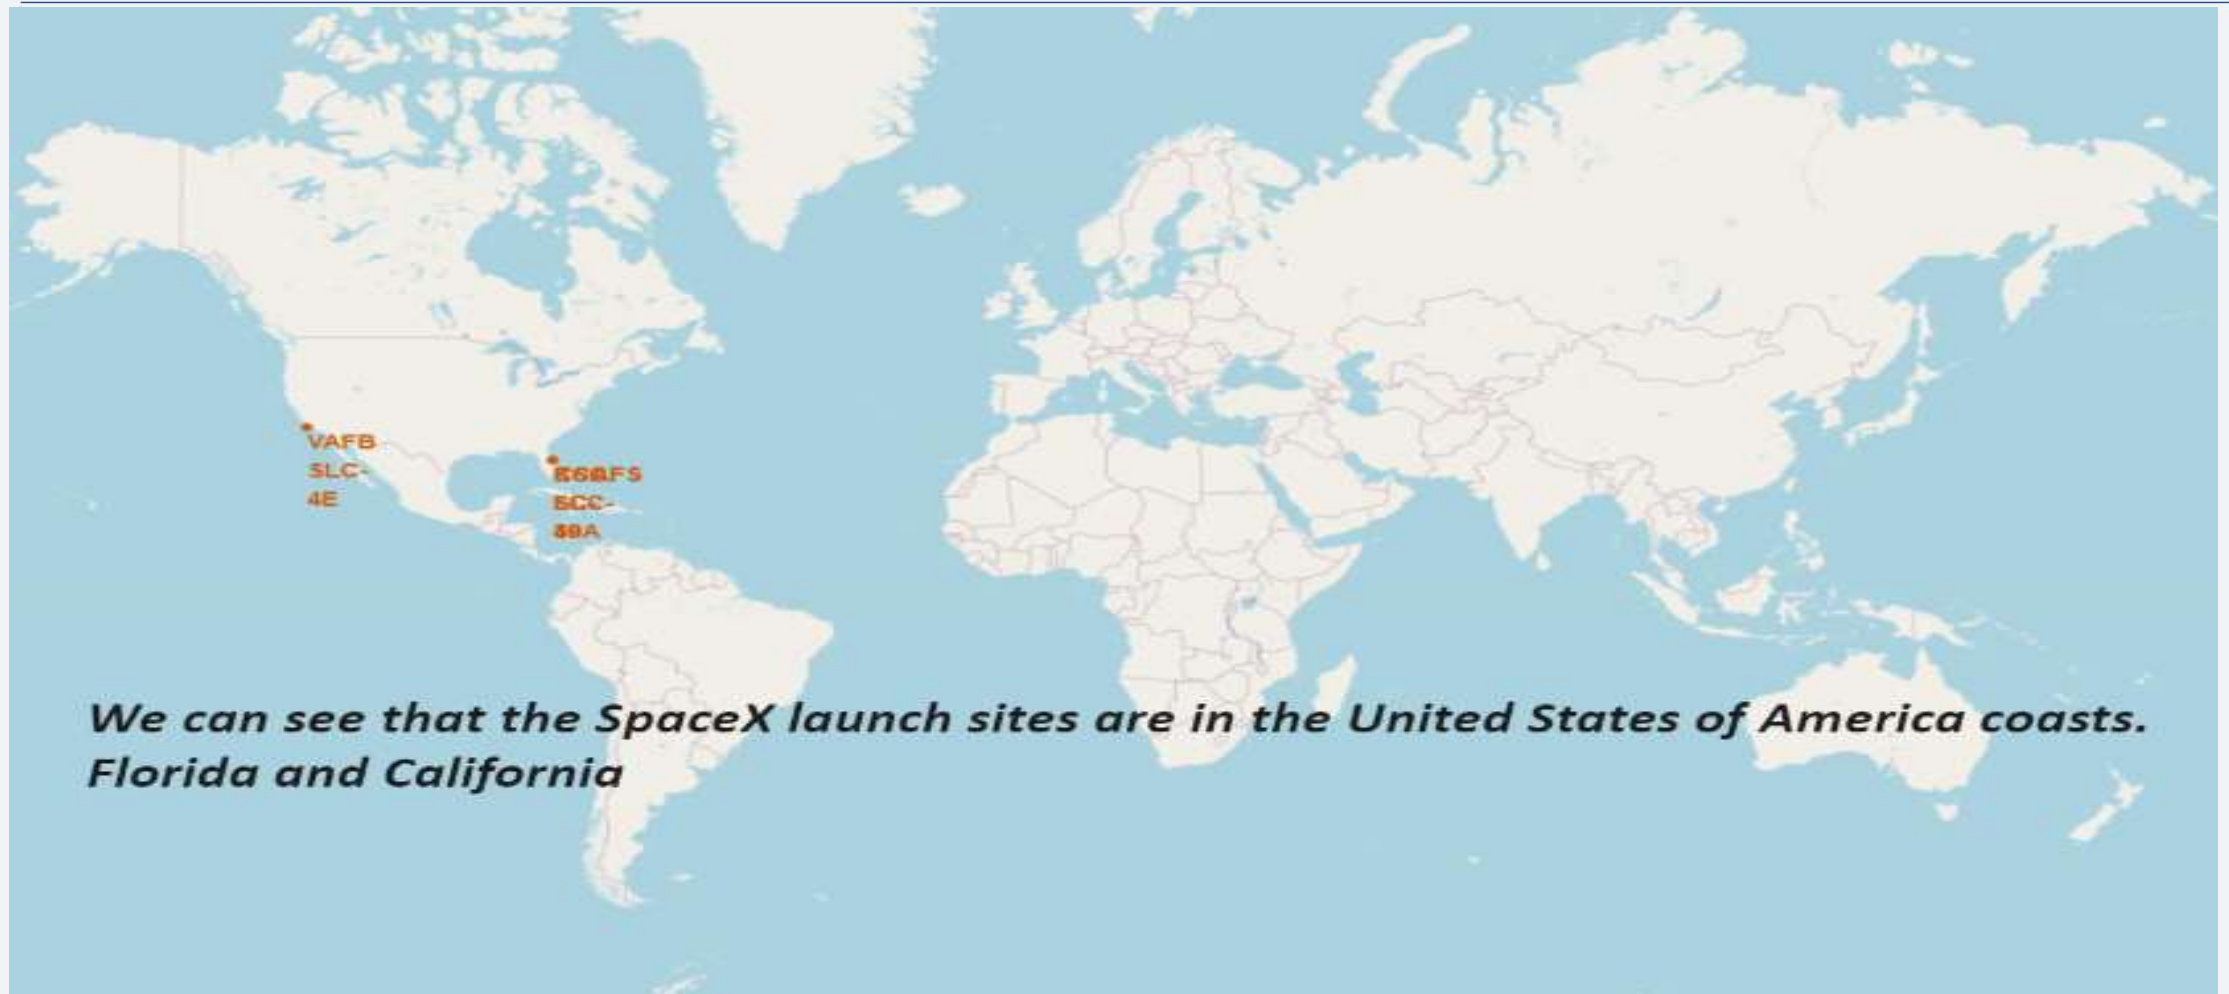 VAFB
SLC-
4E
We can see that the SpaceX launch sites are in the United States of America coasts.
Florida and California